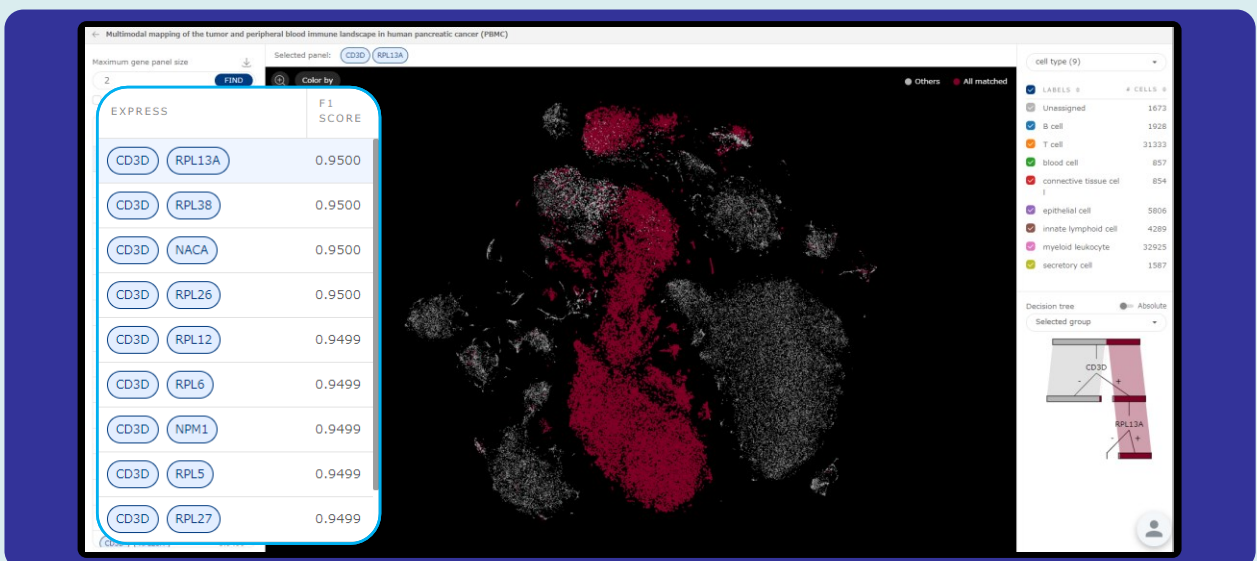 ← Multimodal mapping of the tumor and peripheral blood immune landscape in human pancreatic cancer (PBMC)
Maximum gene panel size
2
FIND
Selected panel: CD3D RPL13A
Color by
Others All matched
EXPRESS F1 SCORE
CD3D RPL13A 0.9500
CD3D RPL38 0.9500
CD3D NACA 0.9500
CD3D RPL26 0.9500
CD3D RPL12 0.9499
CD3D RPL6 0.9499
CD3D NPM1 0.9499
CD3D RPL5 0.9499
CD3D RPL27 0.9499
cell type (9)
LABELS # CELLS
Unassigned 1673
B cell 1928
T cell 31333
blood cell 857
connective tissue cel 854
l
epithelial cell 5806
innate lymphoid cell 4289
myeloid leukocyte 32925
secretory cell 1587
Decision tree Absolute
Selected group
CD3D
- +
RPL13A
- +